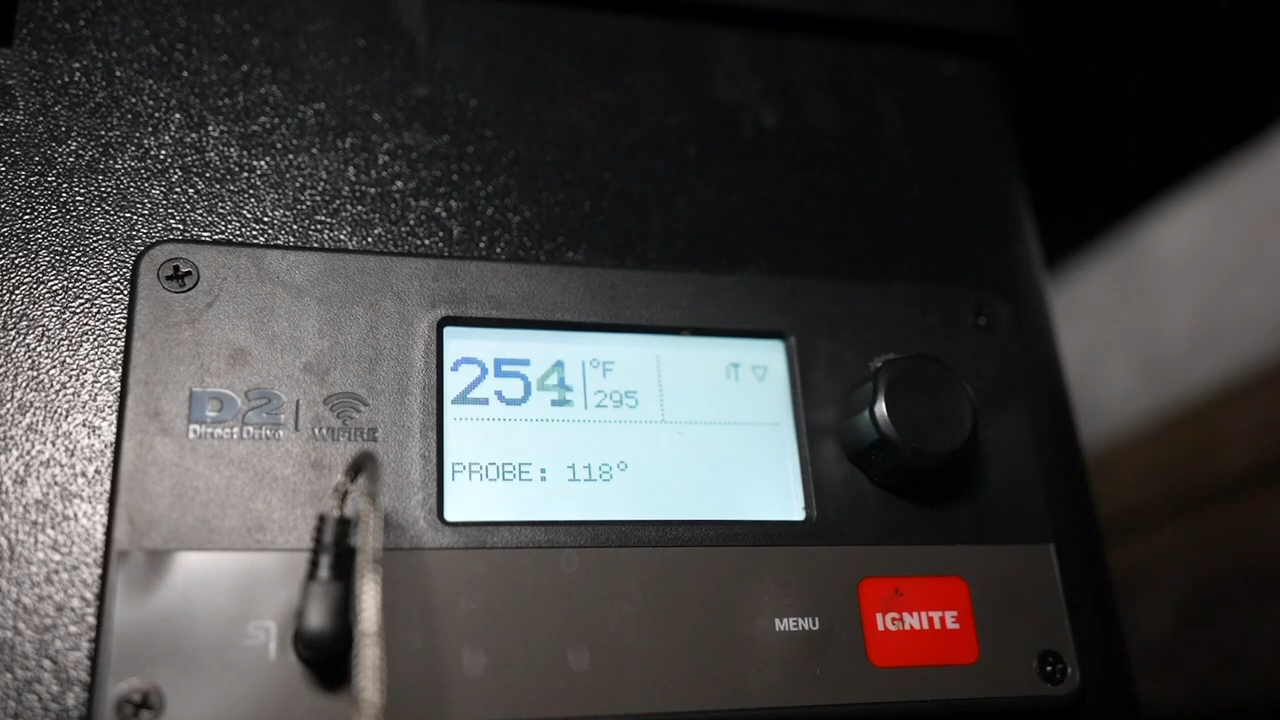 254 °F
295
PROBE: 118°
D2
Direct Drive
WiFIRE
MENU
IGNITE